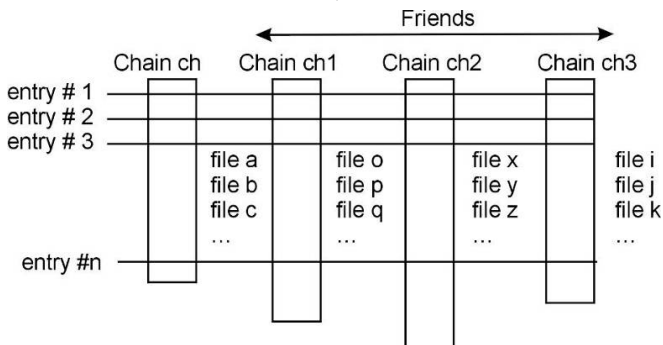 Friends
Chain ch Chain ch1 Chain ch2 Chain ch3
entry # 1
entry # 2
entry # 3
file a file o file x file i
file b file p file y file j
file c file q file z file k
... ... ... ...
entry #n